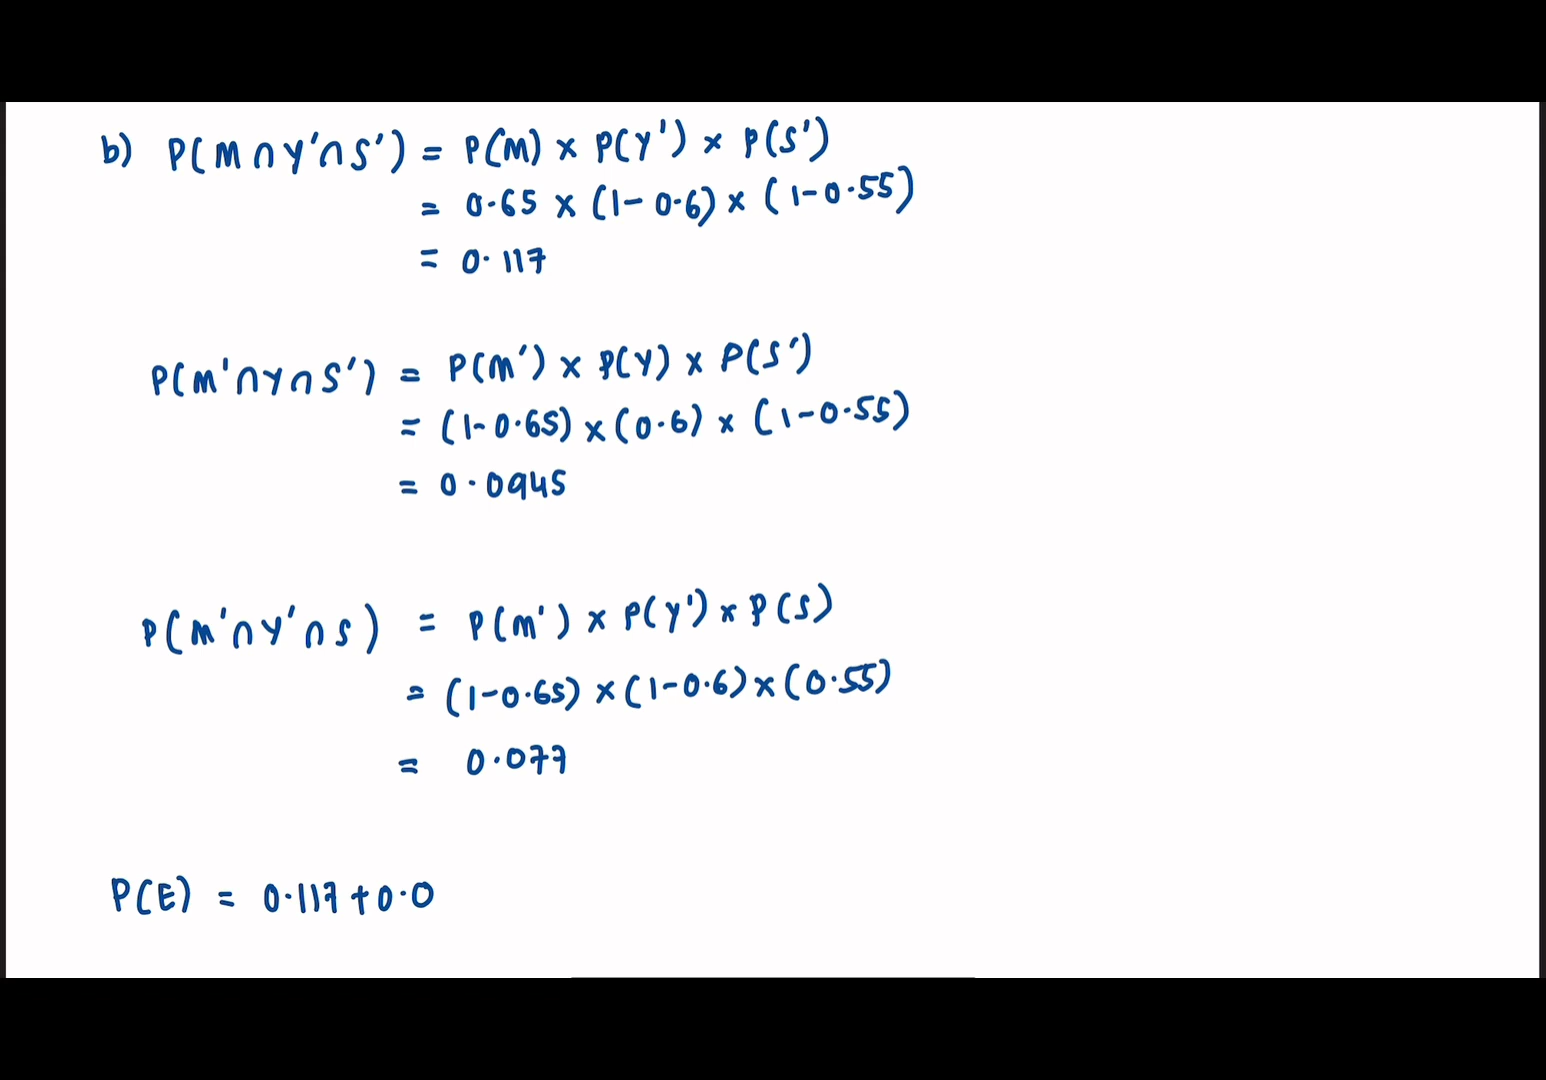 b) P(M∩Y'∩S') = P(M) × P(Y') × P(S')
= 0.65 × (1-0.6) × (1-0.55)
= 0.117
P(M'∩Y∩S') = P(M') × P(Y) × P(S')
= (1-0.65) × (0.6) × (1-0.55)
= 0.0945
P(M'∩Y'∩S) = P(M') × P(Y') × P(S)
= (1-0.65) × (1-0.6) × (0.55)
= 0.077
P(E) = 0.117 + 0.0